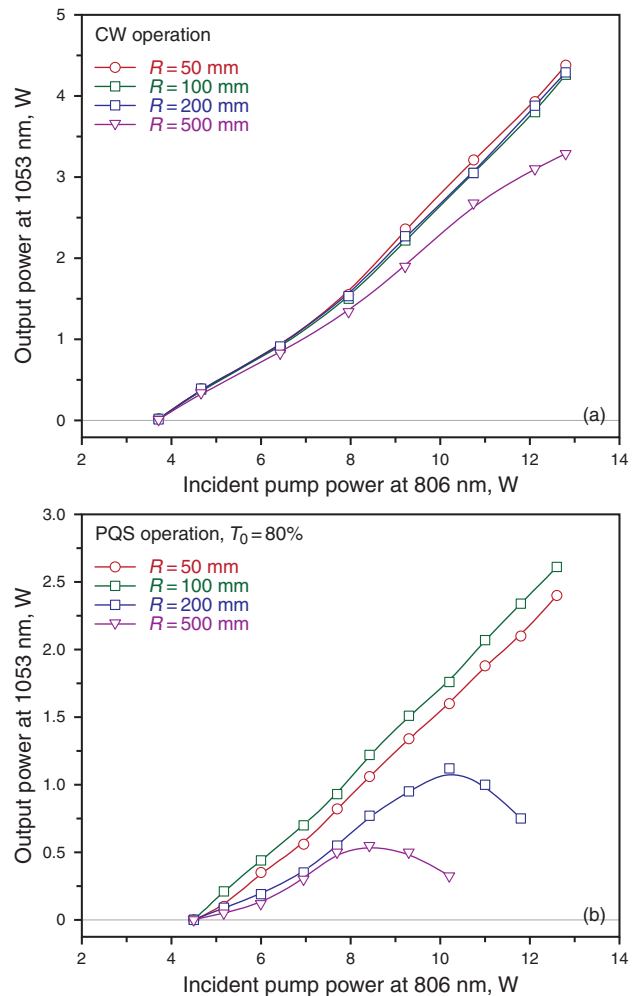 CW operation
R = 50 mm
R = 100 mm
R = 200 mm
R = 500 mm
5
4
3
2
1
0
Output power at 1053 nm, W
(a)
2 4 6 8 10 12 14
Incident pump power at 806 nm, W
PQS operation, T0 = 80%
R = 50 mm
R = 100 mm
R = 200 mm
R = 500 mm
3.0
2.5
2.0
1.5
1.0
0.5
0
Output power at 1053 nm, W
(b)
2 4 6 8 10 12 14
Incident pump power at 806 nm, W